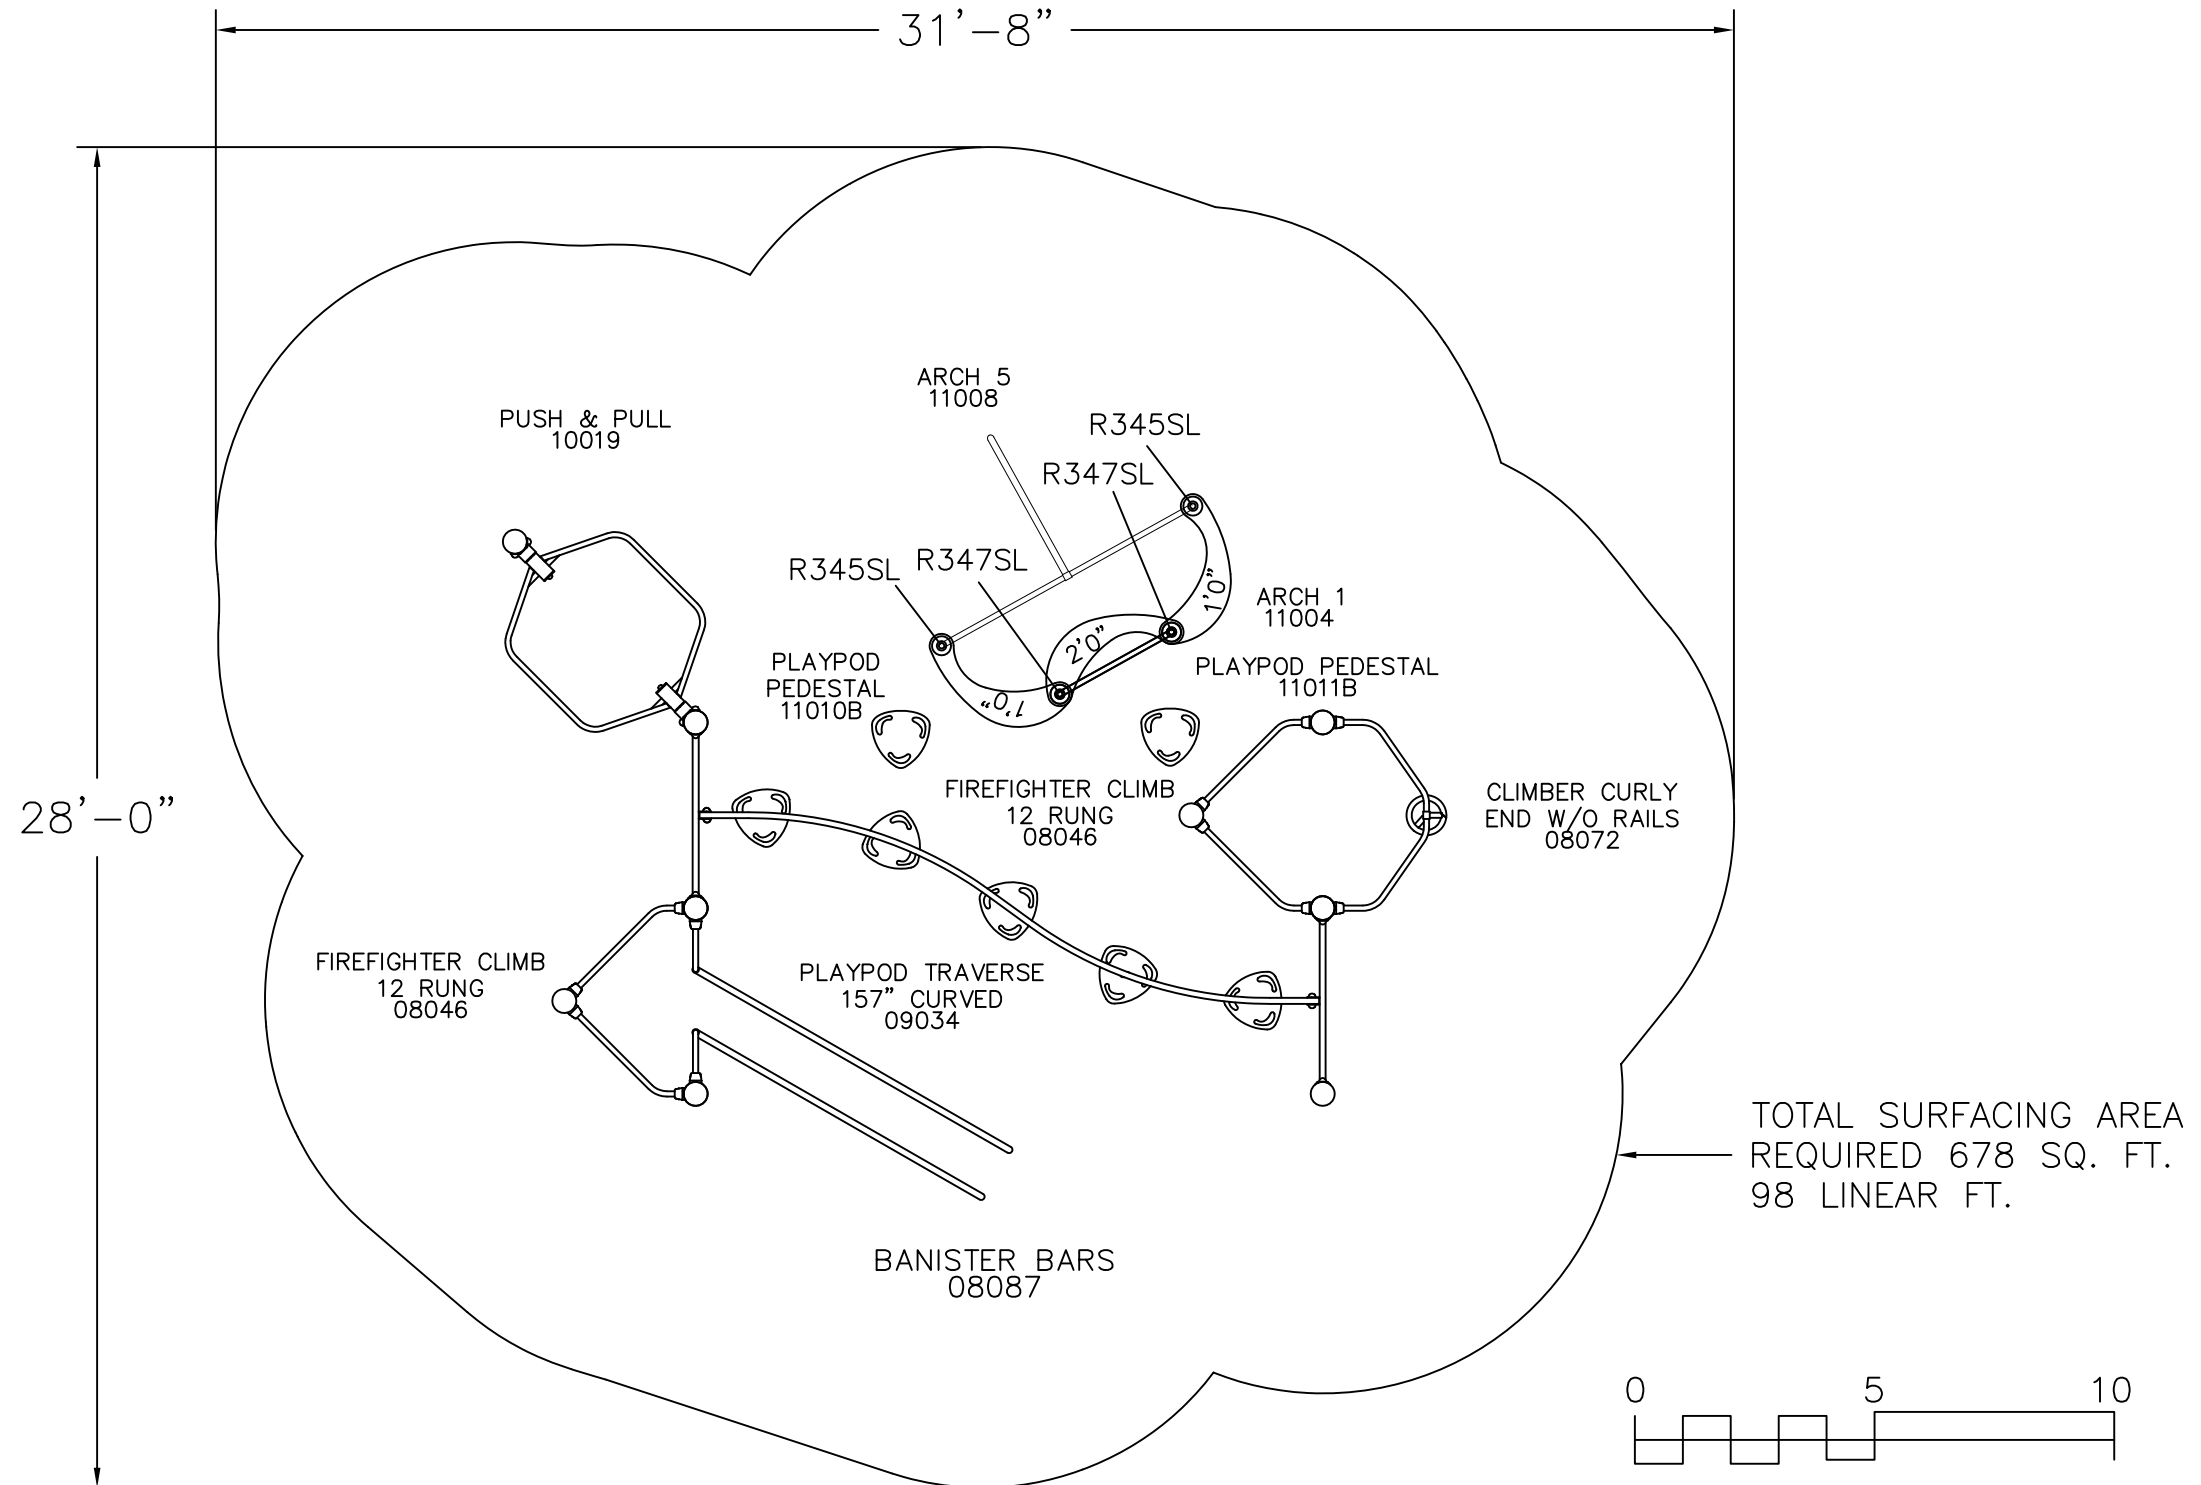 31'-8"
ARCH 5
11008
PUSH & PULL
10019
R345SL
R347SL
R345SL
R347SL
1'0"
ARCH 1
11004
2'0"
PLAYPOD
PEDESTAL
11010B
PLAYPOD PEDESTAL
11011B
1'0"
28'-0"
FIREFIGHTER CLIMB
12 RUNG
08046
CLIMBER CURLY
END W/O RAILS
08072
FIREFIGHTER CLIMB
12 RUNG
08046
PLAYPOD TRAVERSE
157" CURVED
09034
TOTAL SURFACING AREA
REQUIRED 678 SQ. FT.
98 LINEAR FT.
BANISTER BARS
08087
0 5 10